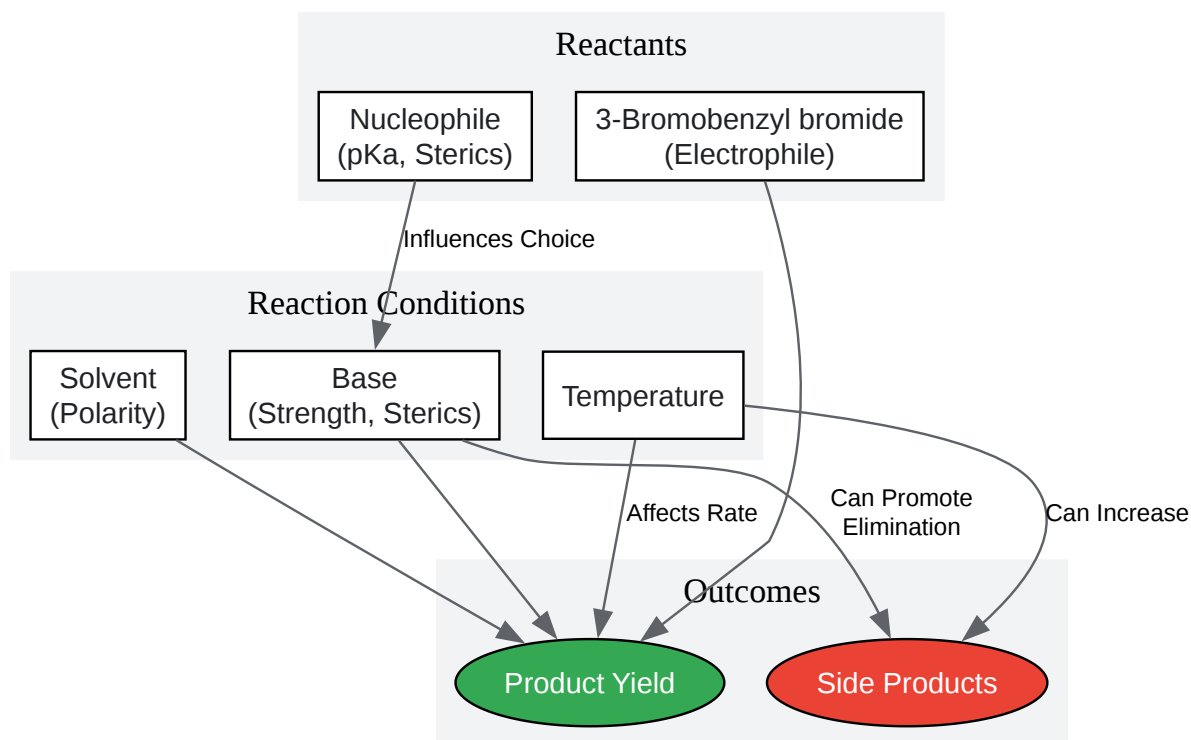 Reactants
Nucleophile
(pKa, Sterics)
3-Bromobenzyl bromide
(Electrophile)
Influences Choice
Reaction Conditions
Solvent
(Polarity)
Base
(Strength, Sterics)
Temperature
Affects Rate
Can Promote
Elimination
Can Increase
Outcomes
Product Yield
Side Products